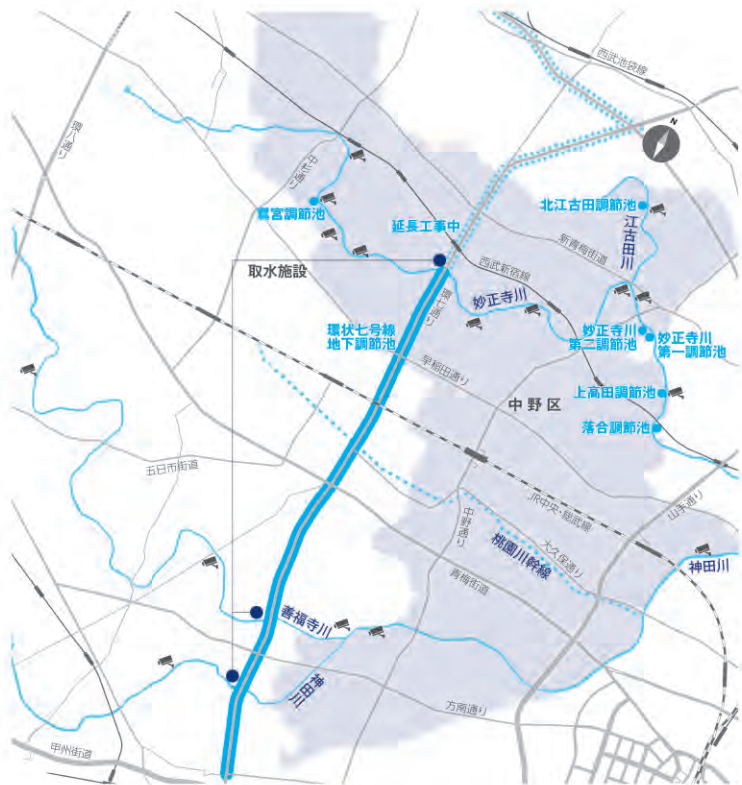 西武池袋線
N
環八通り
中杉通り
鷺宮調節池
延長工事中
北江古田調節池
江古田川
新青梅街道
取水施設
西武新宿線
妙正寺川
環七通り
環状七号線
地下調節池
妙正寺川
第二調節池
妙正寺川
第一調節池
早稲田通り
中野区
上高田調節池
落合調節池
五日市街道
JR中央・総武線
山手通り
中野通り
大久保通り
桃園川幹線
神田川
青梅街道
善福寺川
神田川
方南通り
甲州街道